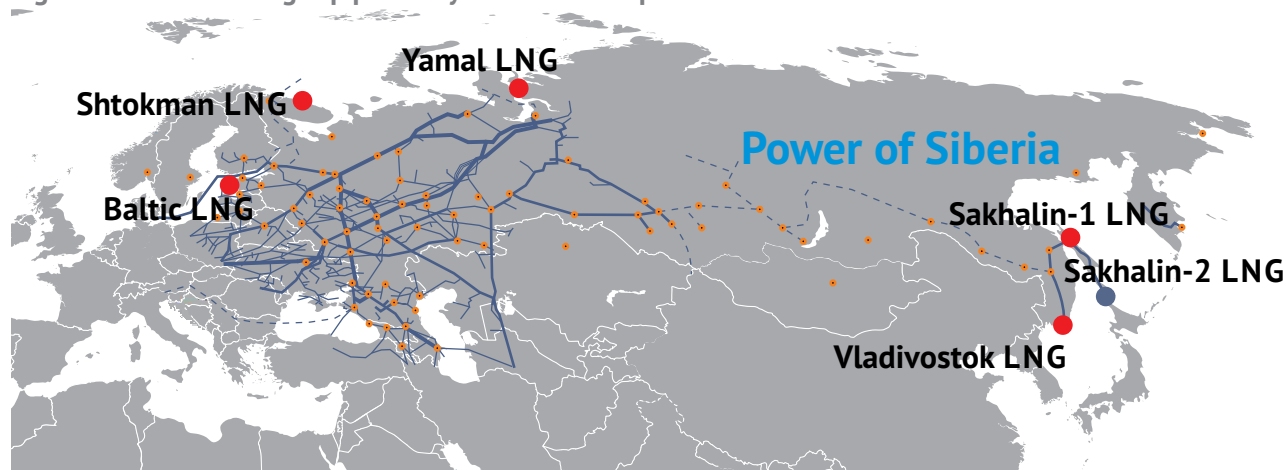 Yamal LNG
Shtokman LNG
Power of Siberia
Baltic LNG
Sakhalin-1 LNG
Sakhalin-2 LNG
Vladivostok LNG